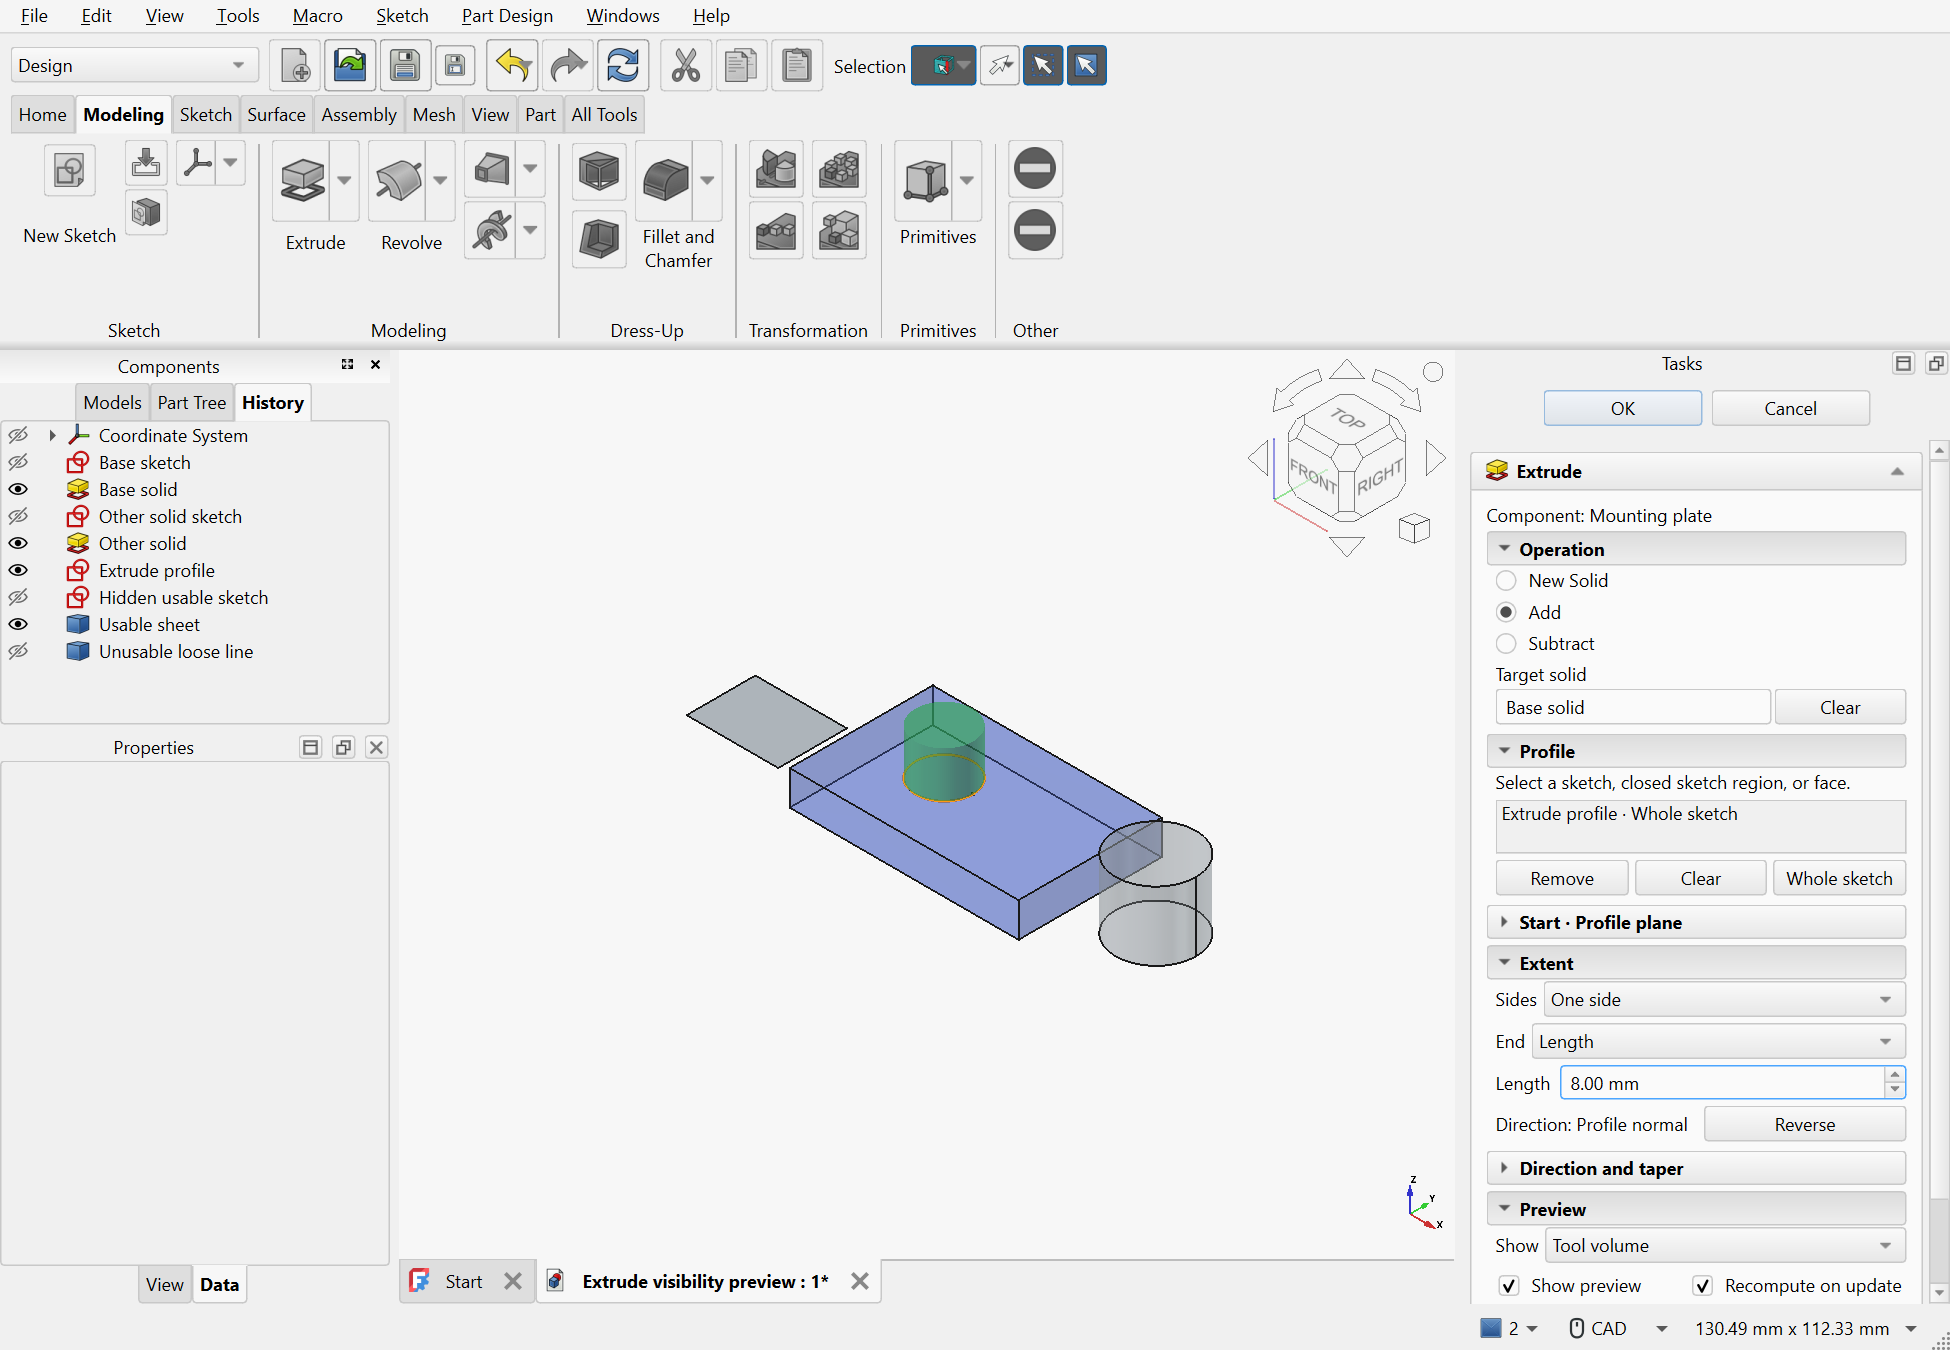 File Edit View Tools Macro Sketch Part Design Windows Help
Design
Selection
Home Modeling Sketch Surface Assembly Mesh View Part All Tools
New Sketch
Extrude
Revolve
Fillet and
Chamfer
Primitives
Sketch Modeling Dress-Up Transformation Primitives Other
Components
Models Part Tree History
Coordinate System
Base sketch
Base solid
Other solid sketch
Other solid
Extrude profile
Hidden usable sketch
Usable sheet
Unusable loose line
Properties
View Data
TOP
FRONT
RIGHT
Z
Y
X
Start
Extrude visibility preview : 1*
Tasks
OK Cancel
Extrude
Component: Mounting plate
Operation
New Solid
Add
Subtract
Target solid
Base solid Clear
Profile
Select a sketch, closed sketch region, or face.
Extrude profile · Whole sketch
Remove Clear Whole sketch
Start · Profile plane
Extent
Sides One side
End Length
Length 8.00 mm
Direction: Profile normal Reverse
Direction and taper
Preview
Show Tool volume
Show preview Recompute on update
2 CAD 130.49 mm x 112.33 mm